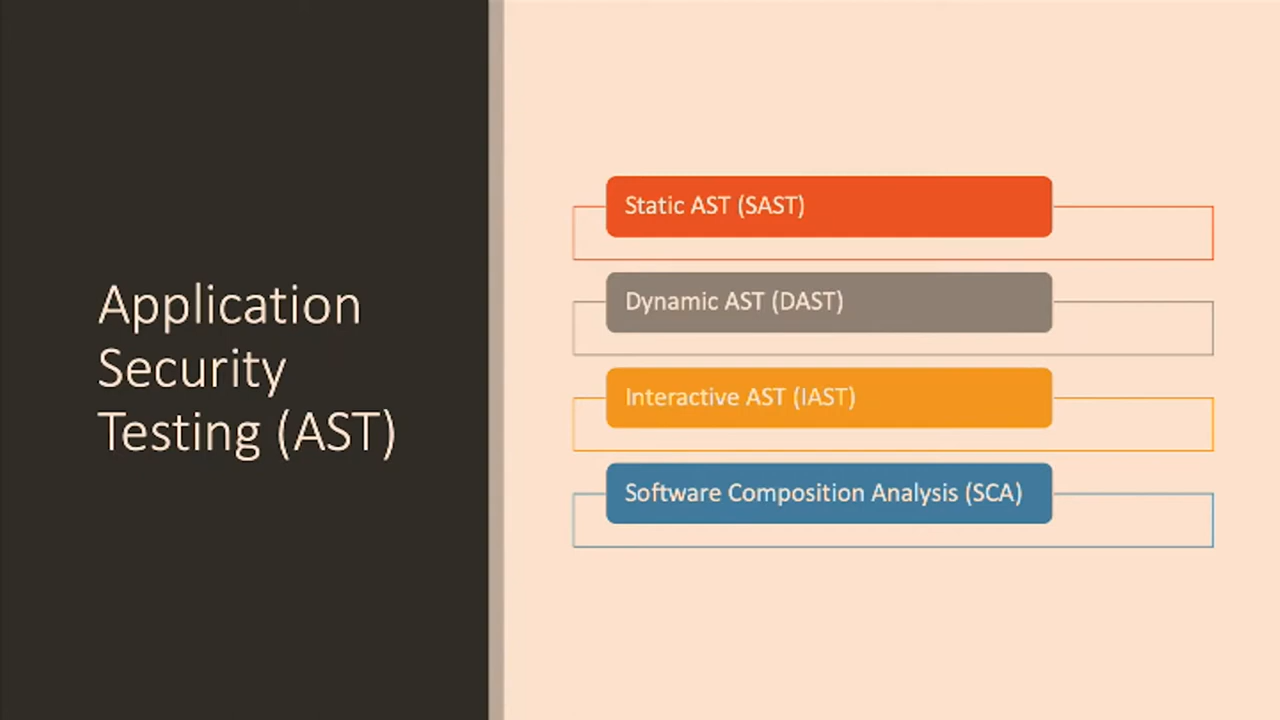 Application
Security
Testing (AST)
Static AST (SAST)
Dynamic AST (DAST)
Interactive AST (IAST)
Software Composition Analysis (SCA)